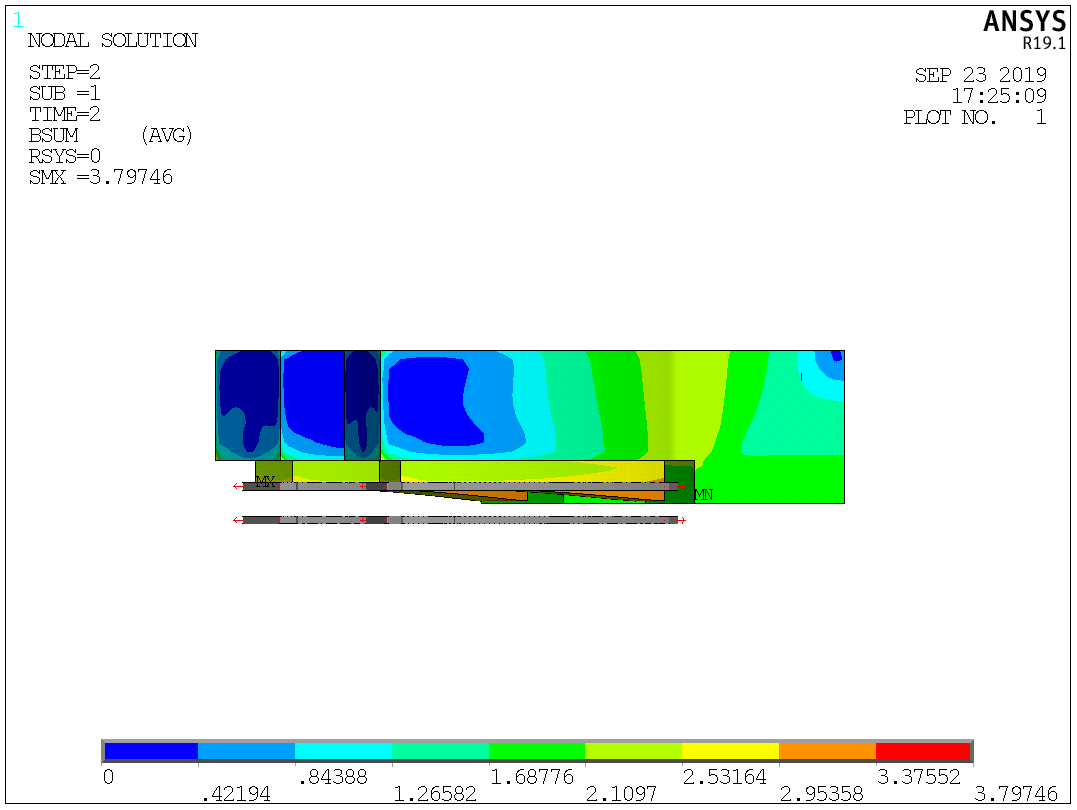 1
NODAL SOLUTION
STEP=2
SUB =1
TIME=2
BSUM (AVG)
RSYS=0
SMX =3.79746
ANSYS
R19.1
SEP 23 2019
17:25:09
PLOT NO. 1
MX
MN
0 .84388 1.68776 2.53164 3.37552
.42194 1.26582 2.1097 2.95358 3.79746